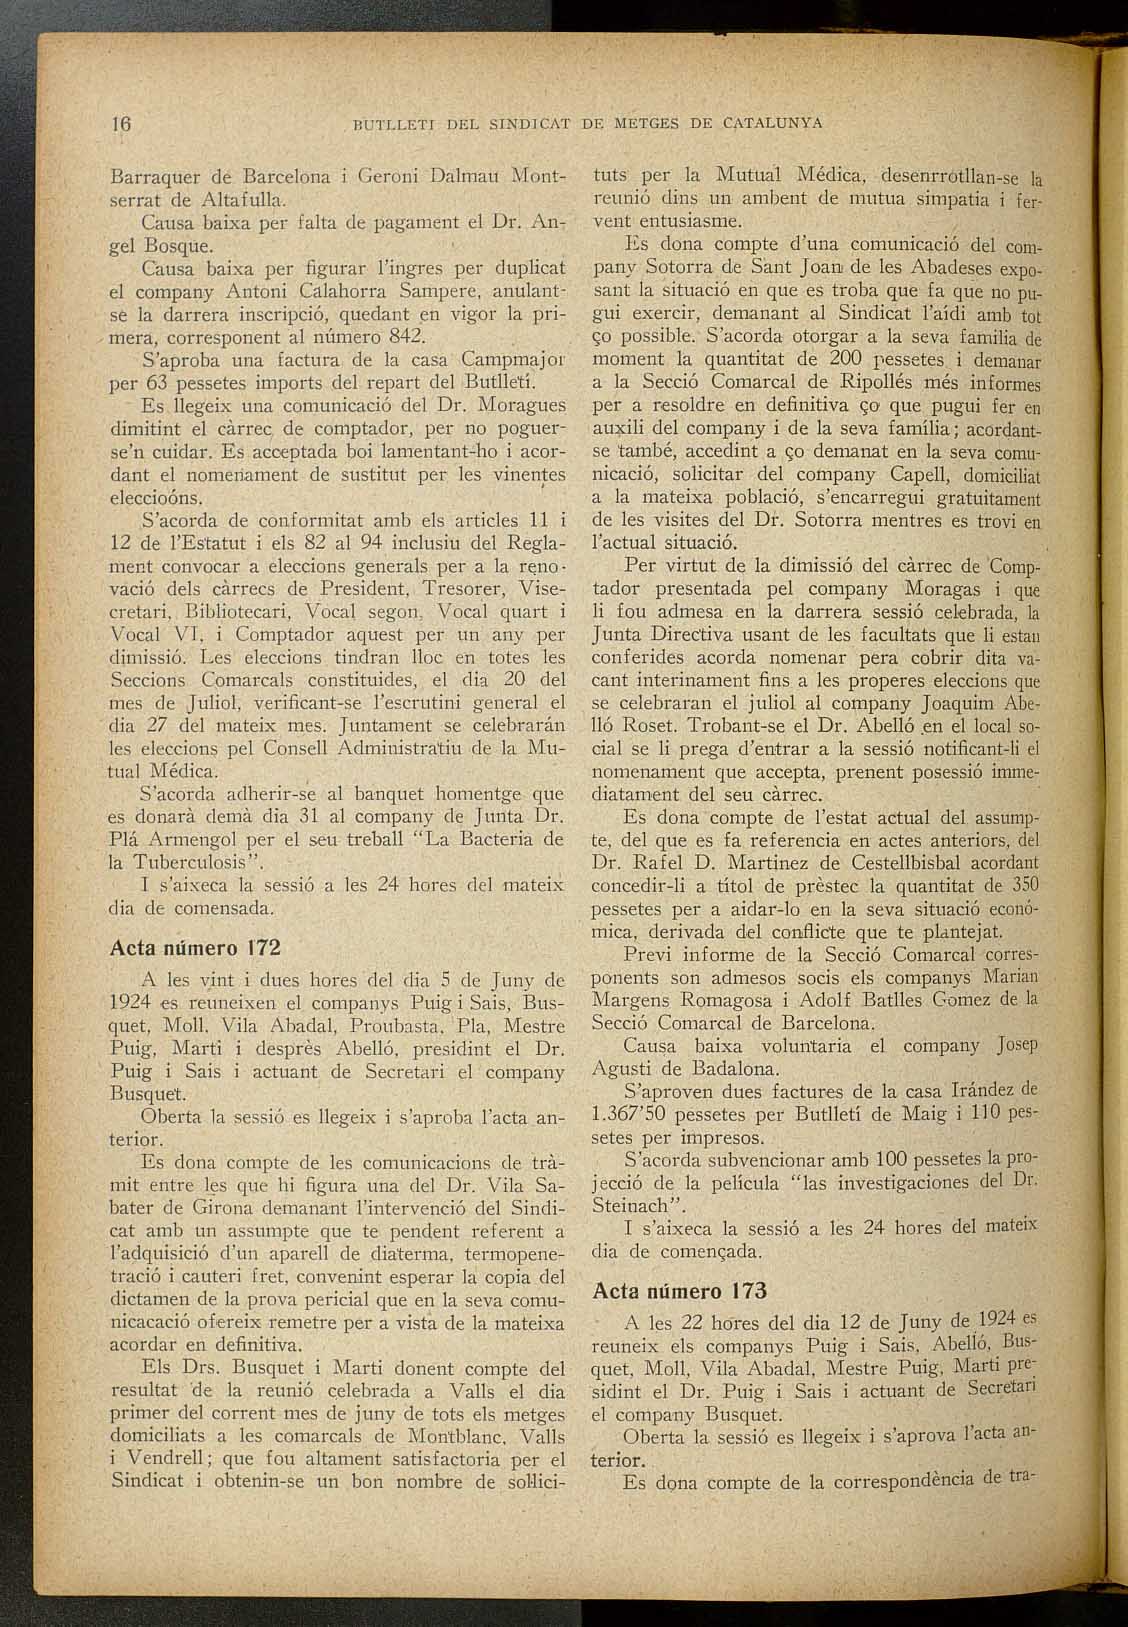 16
BUTLLETI DEL SINDICAT DE METGES DE CATALUNYA
Barraquer de Barcelona i Geroni Dalmau Mont-
serrat de Altafulla.
Causa baixa per falta de pagament el Dr. An-
gel Bosque.
Causa baixa per figurar l'ingres per duplicat
el company Antoni Calahorra Sampere, anulant-
se la darrera inscripció, quedant en vigor la pri-
mera, corresponent al número 842.
S'aproba una factura de la casa Campmajor
per 63 pessetes imports del repart del Butlletí.
Es llegeix una comunicació del Dr. Moragues
dimitint el càrrec de comptador, per no poguer-
se'n cuidar. Es acceptada boi lamentant-ho i acor-
dant el nomenament de sustitut per les vinentes
eleccioóns.
S'acorda de conformitat amb els articles 11 i
12 de l'Estatut i els 82 al 94 inclusiu del Regla-
ment convocar a eleccions generals per a la reno-
vació dels càrrecs de President, Tresorer, Vise-
cretari, Bibliotecari, Vocal segon, Vocal quart i
Vocal VI, i Comptador aquest per un any per
dimissió. Les eleccions tindran lloc en totes les
Seccions Comarcals constituides, el dia 20 del
mes de Juliol, verificant-se l'escrutini general el
dia 27 del mateix mes. Juntament se celebrarán
les eleccions pel Consell Administratiu de la Mu-
tual Médica.
S'acorda adherir-se al banquet homentge que
es donarà demà dia 31 al company de Junta Dr.
Plá Armengol per el seu treball "La Bacteria de
la Tuberculosis".
I s'aixeca la sessió a les 24 hores del mateix
dia de comensada.
Acta número 172
A les vint i dues hores del dia 5 de Juny de
1924 es reuneixen el companys Puig i Sais, Bus-
quet, Moll, Vila Abadal, Proubasta, Pla, Mestre
Puig, Marti i desprès Abelló, presidint el Dr.
Puig i Sais i actuant de Secretari el company
Busquet.
Oberta la sessió es llegeix i s'aproba l'acta an-
terior.
Es dona compte de les comunicacions de trà-
mit entre les que hi figura una del Dr. Vila Sa-
bater de Girona demanant l'intervenció del Sindi-
cat amb un assumpte que te pendent referent a
l'adquisició d'un aparell de diaterma, termopene-
tració i cauteri fret, convenint esperar la copia del
dictamen de la prova pericial que en la seva comu-
nicacació ofereix remetre per a vista de la mateixa
acordar en definitiva.
Els Drs. Busquet i Marti donent compte del
resultat de la reunió celebrada a Valls el dia
primer del corrent mes de juny de tots els metges
domiciliats a les comarcals de Montblanc, Valls
i Vendrell; que fou altament satisfactoria per el
Sindicat i obtenin-se un bon nombre de sol·lici-
tuts per la Mutual Médica, desenrrotllan-se la
reunió dins un ambent de mutua simpatia i fer-
vent entusiasme.
Es dona compte d'una comunicació del com-
pany Sotorra de Sant Joan de les Abadeses expo-
sant la situació en que es troba que fa que no pu-
gui exercir, demanant al Sindicat l'aídi amb tot
ço possible. S'acorda otorgar a la seva familia de
moment la quantitat de 200 pessetes i demanar
a la Secció Comarcal de Ripollés més informes
per a resoldre en definitiva ço que pugui fer en
auxili del company i de la seva família; acordant-
se també, accedint a ço demanat en la seva comu-
nicació, solicitar del company Capell, domiciliat
a la mateixa població, s'encarregui gratuitament
de les visites del Dr. Sotorra mentres es trovi en
l'actual situació.
Per virtut de la dimissió del càrrec de Comp-
tador presentada pel company Moragas i que
li fou admesa en la darrera sessió celebrada, la
Junta Directiva usant de les facultats que li estan
conferides acorda nomenar pera cobrir dita va-
cant interinament fins a les properes eleccions que
se celebraran el juliol al company Joaquim Abe-
lló Roset. Trobant-se el Dr. Abelló en el local so-
cial se li prega d'entrar a la sessió notificant-li el
nomenament que accepta, prenent posessió imme-
diatament del seu càrrec.
Es dona compte de l'estat actual del assump-
te, del que es fa referencia en actes anteriors, del
Dr. Rafel D. Martinez de Cestellbisbal acordant
concedir-li a títol de prèstec la quantitat de 350
pessetes per a aidar-lo en la seva situació econó-
mica, derivada del conflicte que te plantejat.
Previ informe de la Secció Comarcal corres-
ponents son admesos socis els companys Marian
Margens Romagosa i Adolf Batlles Gomez de la
Secció Comarcal de Barcelona.
Causa baixa voluntaria el company Josep
Agusti de Badalona.
S'aproven dues factures de la casa Irández de
1.367'50 pessetes per Butlletí de Maig i 110 pes-
setes per impresos.
S'acorda subvencionar amb 100 pessetes la pro-
jecció de la película "las investigaciones del Dr.
Steinach".
I s'aixeca la sessió a les 24 hores del mateix
dia de començada.
Acta número 173
A les 22 hores del dia 12 de Juny de 1924 es
reuneix els companys Puig i Sais, Abelló, Bus-
quet, Moll, Vila Abadal, Mestre Puig, Marti pre-
sidint el Dr. Puig i Sais i actuant de Secretari
el company Busquet.
Oberta la sessió es llegeix i s'aprova l'acta an-
terior.
Es dona compte de la correspondència de tra-